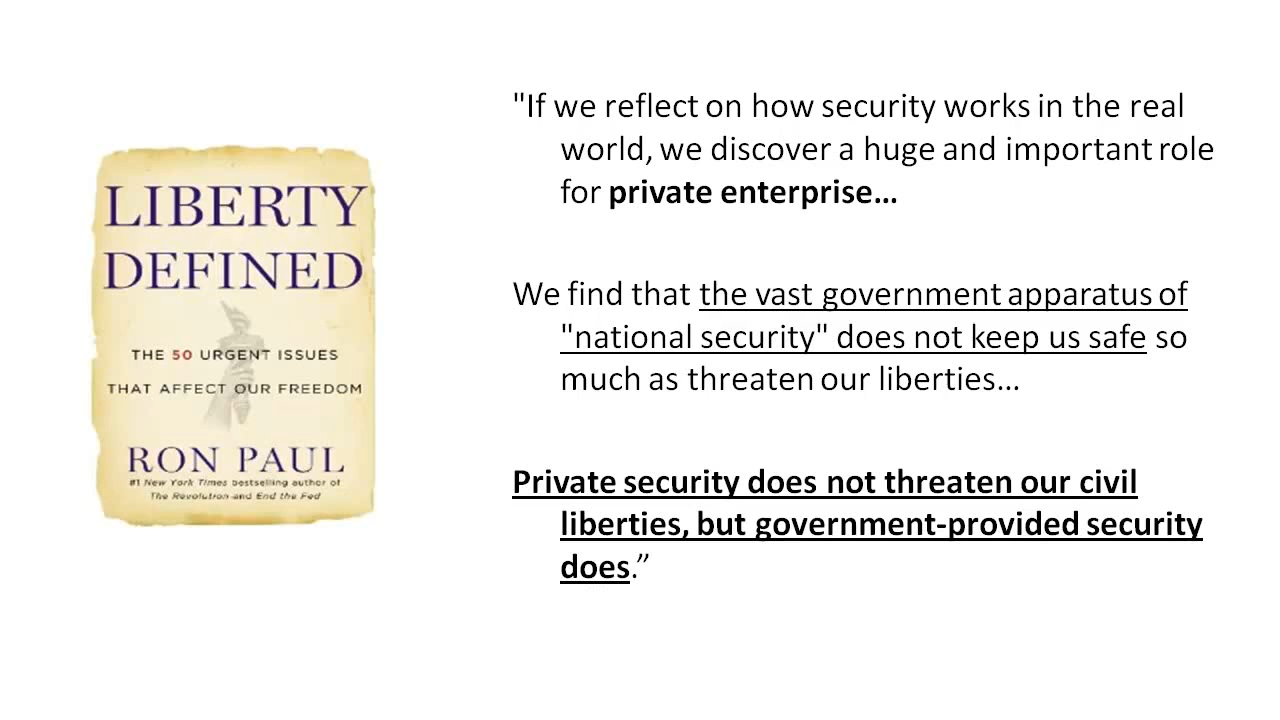 LIBERTY
DEFINED
THE 50 URGENT ISSUES
THAT AFFECT OUR FREEDOM
RON PAUL
#1 New York Times bestselling author of
The Revolution and End the Fed
"If we reflect on how security works in the real
world, we discover a huge and important role
for private enterprise…
We find that the vast government apparatus of
"national security" does not keep us safe so
much as threaten our liberties…
Private security does not threaten our civil
liberties, but government-provided security
does.”